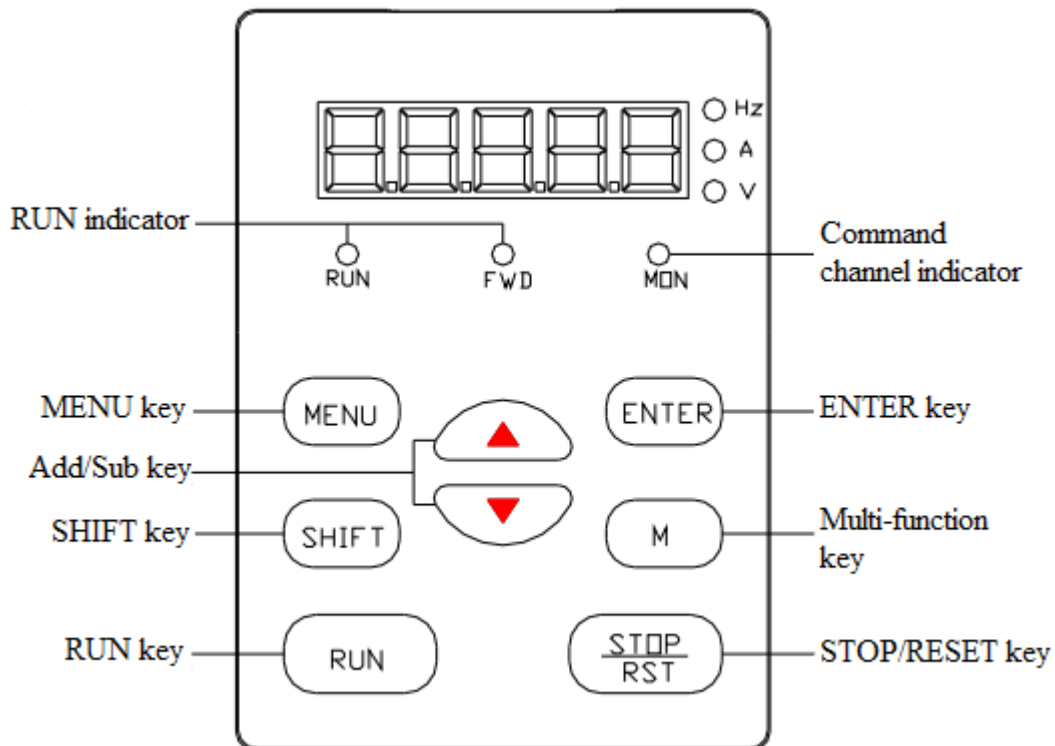 Hz
A
V
RUN indicator
RUN
FWD
MON
Command
channel indicator
MENU key
MENU
ENTER
ENTER key
Add/Sub key
SHIFT key
SHIFT
M
Multi-function
key
RUN key
RUN
STOP
RST
STOP/RESET key